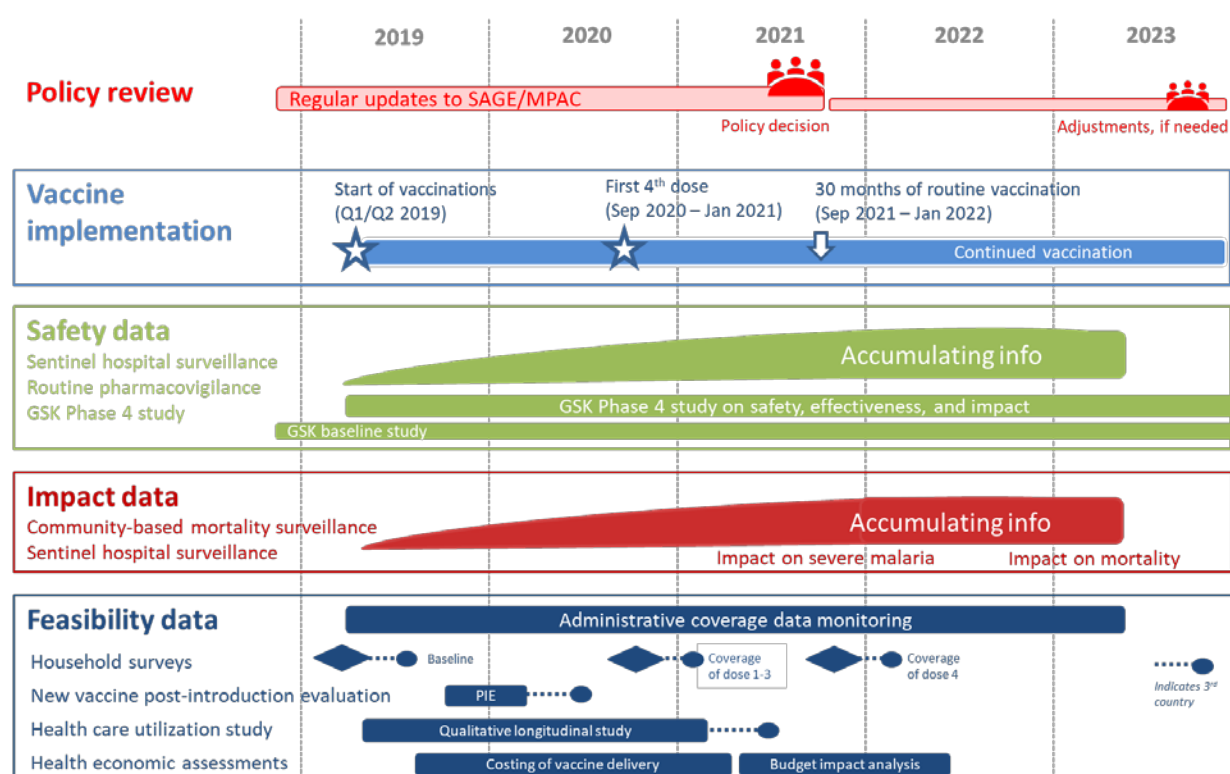 2019 2020 2021 2022 2023
Policy review
Regular updates to SAGE/MPAC
Policy decision
Adjustments, if needed
Vaccine
implementation
Start of vaccinations
(Q1/Q2 2019)
First 4th dose
(Sep 2020 – Jan 2021)
30 months of routine vaccination
(Sep 2021 – Jan 2022)
Continued vaccination
Safety data
Sentinel hospital surveillance
Routine pharmacovigilance
GSK Phase 4 study
Accumulating info
GSK Phase 4 study on safety, effectiveness, and impact
GSK baseline study
Impact data
Community-based mortality surveillance
Sentinel hospital surveillance
Accumulating info
Impact on severe malaria
Impact on mortality
Feasibility data
Administrative coverage data monitoring
Household surveys
Baseline
Coverage
of dose 1-3
Coverage
of dose 4
Indicates 3rd
country
New vaccine post-introduction evaluation
PIE
Health care utilization study
Qualitative longitudinal study
Health economic assessments
Costing of vaccine delivery
Budget impact analysis